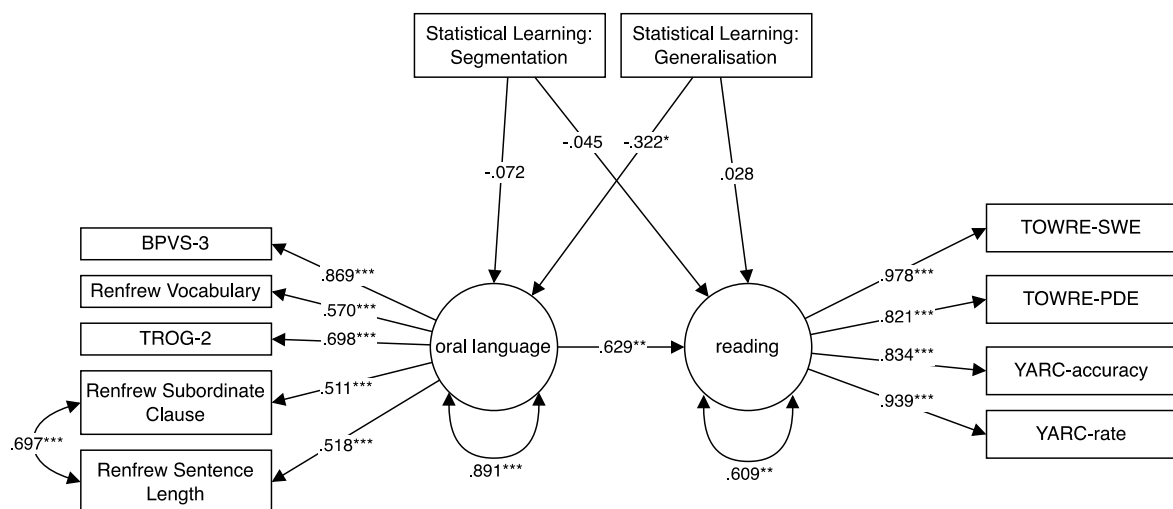 Statistical Learning:
Segmentation
Statistical Learning:
Generalisation
-.045
-.322*
-.072
.028
BPVS-3
Renfrew Vocabulary
TROG-2
Renfrew Subordinate
Clause
Renfrew Sentence
Length
.697***
.869***
.570***
.698***
.511***
.518***
oral language
.891***
.629**
reading
.609**
.978***
.821***
.834***
.939***
TOWRE-SWE
TOWRE-PDE
YARC-accuracy
YARC-rate